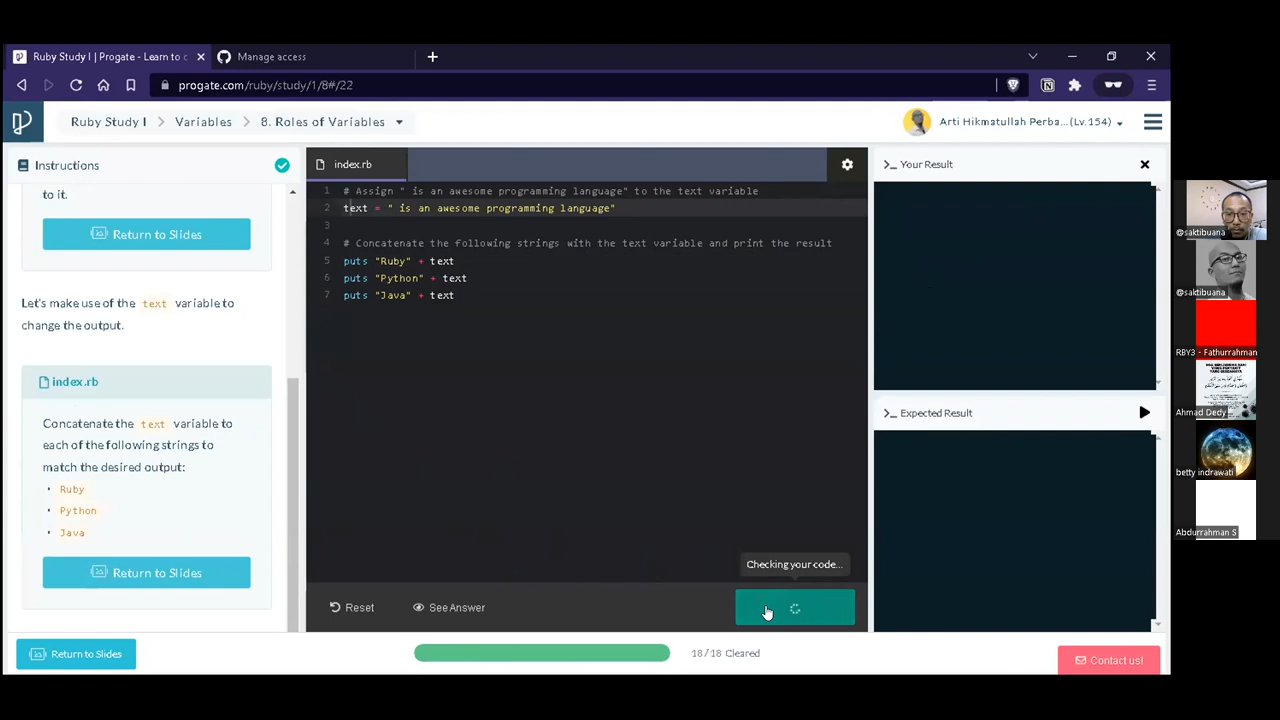 Ruby Study I | Progate - Learn to c
Manage access
progate.com/ruby/study/1/8#/22
Ruby Study I
Variables
8. Roles of Variables
Arti Hikmatullah Perba...(Lv.154)
Instructions
to it.
Return to Slides
Let's make use of the text variable to
change the output.
index.rb
Concatenate the text variable to
each of the following strings to
match the desired output:
• Ruby
• Python
• Java
Return to Slides
index.rb
1 # Assign " is an awesome programming language" to the text variable
2 text = " is an awesome programming language"
3
4 # Concatenate the following strings with the text variable and print the result
5 puts "Ruby" + text
6 puts "Python" + text
7 puts "Java" + text
Checking your code...
Reset
See Answer
>_ Your Result
>_ Expected Result
Return to Slides
18/18 Cleared
Contact us!
@saktibuana
@saktibuana
RBY3 - Fathurrahman
Ahmad Dedy
betty indrawati
Abdurrahman S